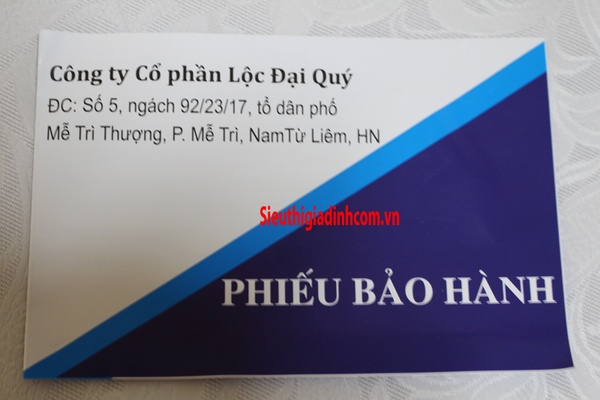 Công ty Cổ phần Lộc Đại Quý
ĐC: Số 5, ngách 92/23/17, tổ dân phố
Mễ Trì Thượng, P. Mễ Trì, NamTừ Liêm, HN
Sieuthigiadinhcom.vn
PHIẾU BẢO HÀNH